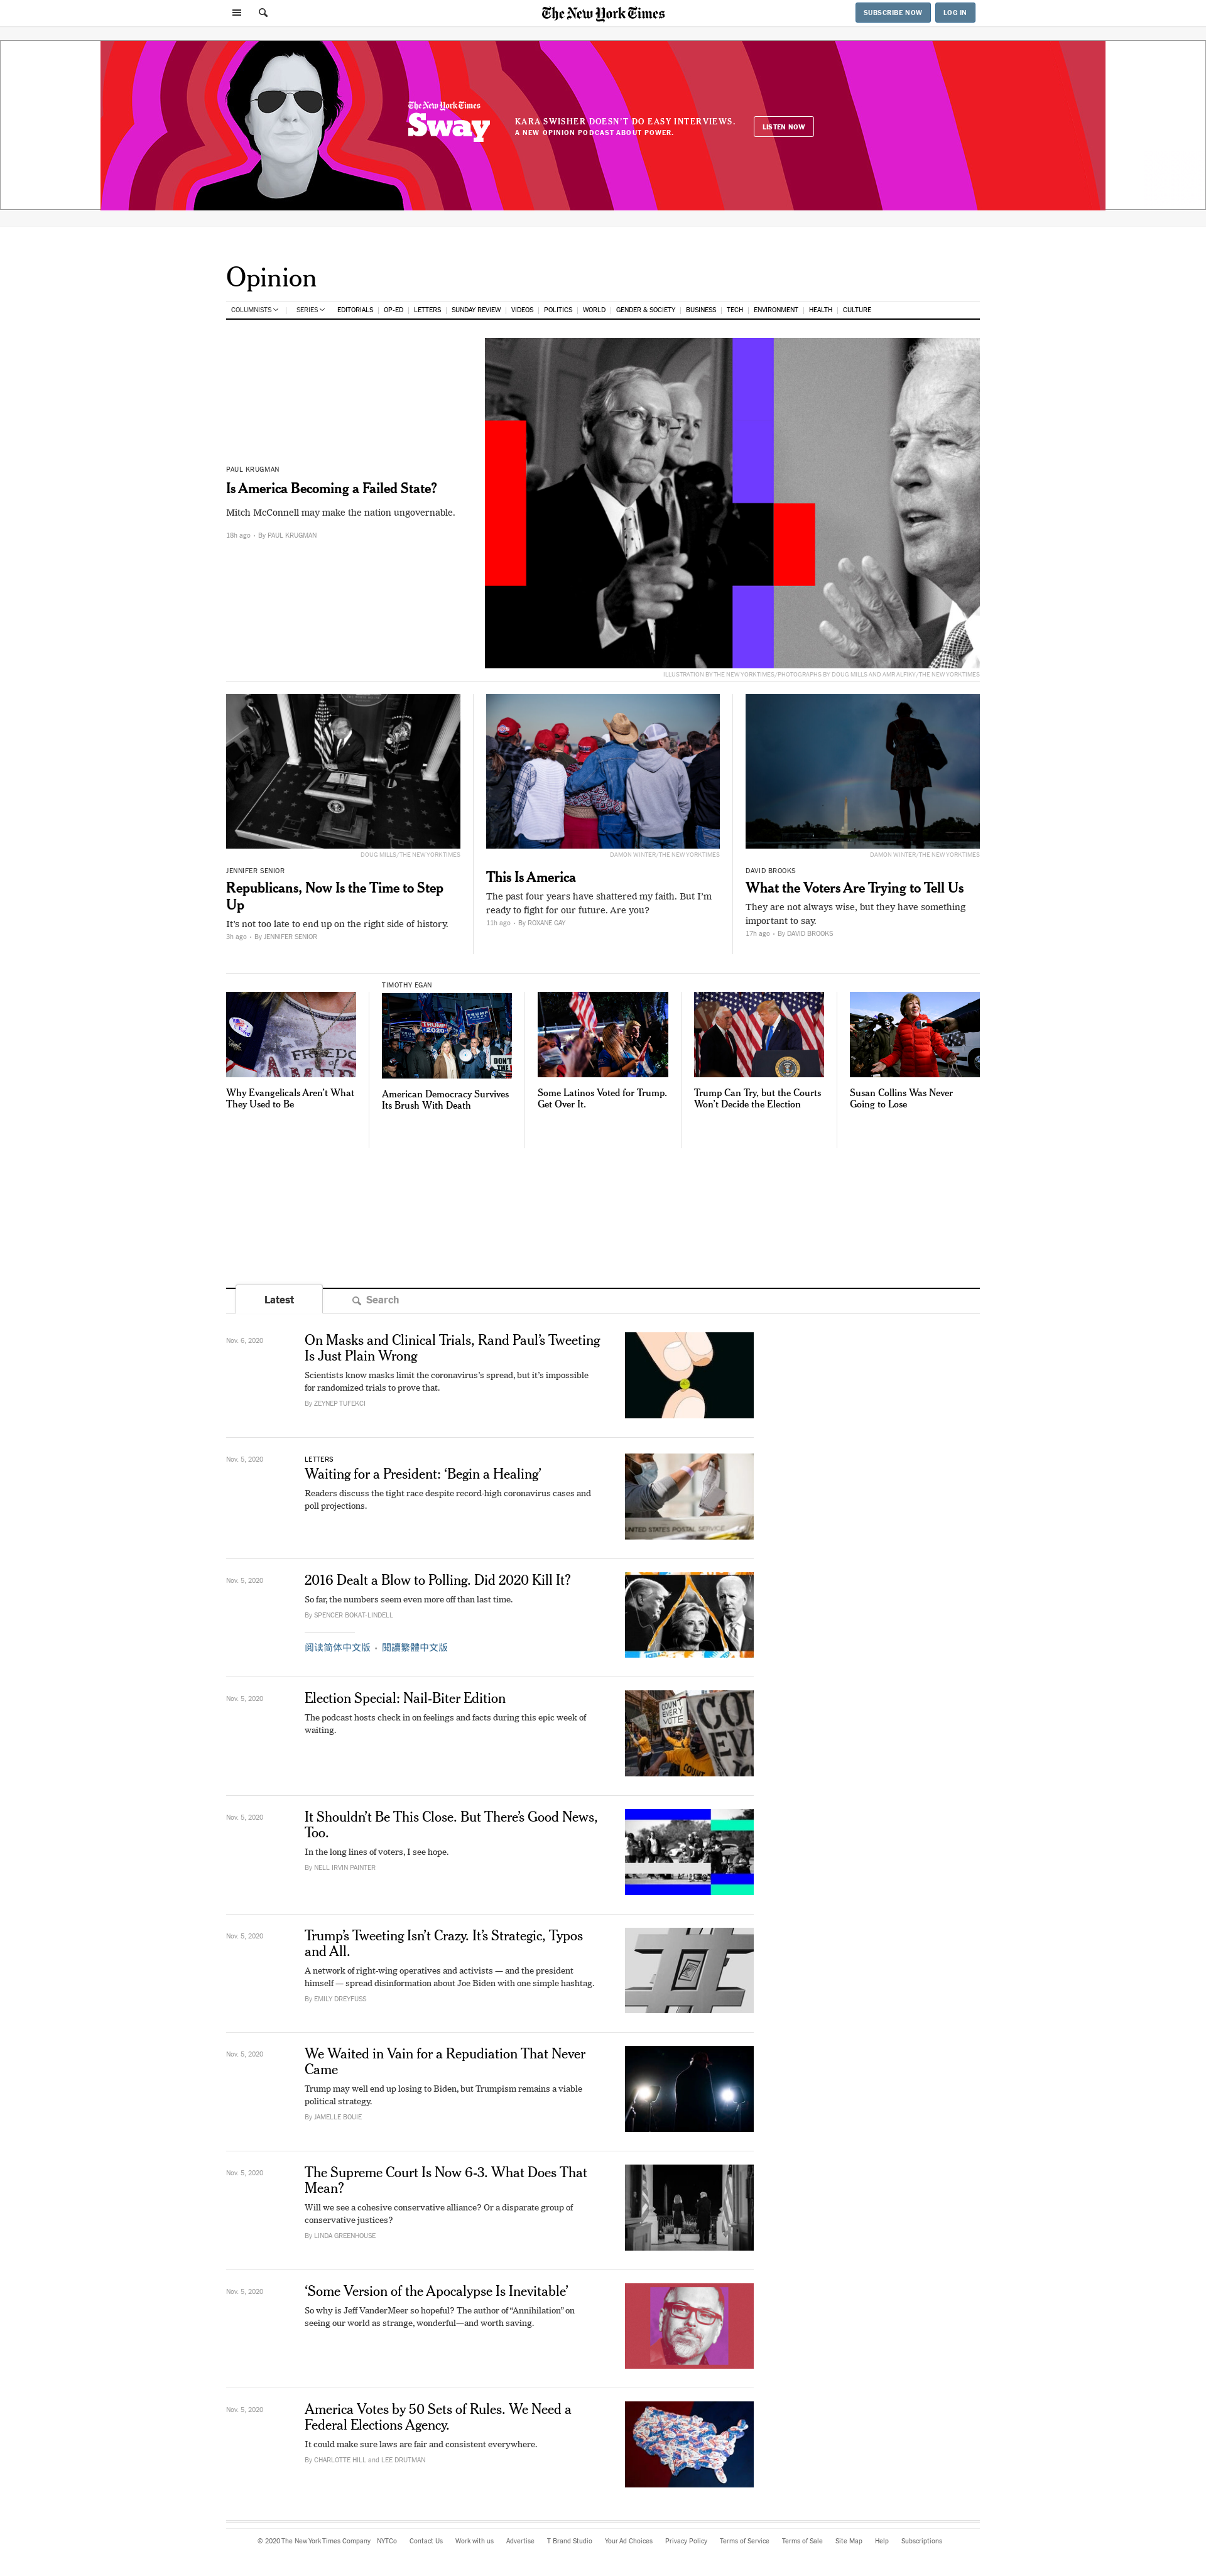 The New York Times
SUBSCRIBE NOW
LOG IN
The New York Times
Sway
KARA SWISHER DOESN'T DO EASY INTERVIEWS.
A NEW OPINION PODCAST ABOUT POWER.
LISTEN NOW
Opinion
COLUMNISTS SERIES EDITORIALS OP-ED LETTERS SUNDAY REVIEW VIDEOS POLITICS WORLD GENDER & SOCIETY BUSINESS TECH ENVIRONMENT HEALTH CULTURE
PAUL KRUGMAN
Is America Becoming a Failed State?
Mitch McConnell may make the nation ungovernable.
18h ago • By PAUL KRUGMAN
ILLUSTRATION BY THE NEW YORK TIMES/PHOTOGRAPHS BY DOUG MILLS AND AMR ALFIKY/THE NEW YORK TIMES
DOUG MILLS/THE NEW YORK TIMES
JENNIFER SENIOR
Republicans, Now Is the Time to Step
Up
It's not too late to end up on the right side of history.
3h ago • By JENNIFER SENIOR
DAMON WINTER/THE NEW YORK TIMES
This Is America
The past four years have shattered my faith. But I'm
ready to fight for our future. Are you?
11h ago • By ROXANE GAY
DAMON WINTER/THE NEW YORK TIMES
DAVID BROOKS
What the Voters Are Trying to Tell Us
They are not always wise, but they have something
important to say.
17h ago • By DAVID BROOKS
FREEDOM
AMER
Why Evangelicals Aren't What
They Used to Be
TIMOTHY EGAN
TRUMP
2020
DON'T
THE
American Democracy Survives
Its Brush With Death
Some Latinos Voted for Trump.
Get Over It.
Trump Can Try, but the Courts
Won't Decide the Election
Susan Collins Was Never
Going to Lose
Latest
Search
Nov. 6, 2020
On Masks and Clinical Trials, Rand Paul's Tweeting
Is Just Plain Wrong
Scientists know masks limit the coronavirus's spread, but it's impossible
for randomized trials to prove that.
By ZEYNEP TUFEKCI
Nov. 5, 2020
LETTERS
Waiting for a President: 'Begin a Healing'
Readers discuss the tight race despite record-high coronavirus cases and
poll projections.
UNITED STATES POSTAL SERVICE
Nov. 5, 2020
2016 Dealt a Blow to Polling. Did 2020 Kill It?
So far, the numbers seem even more off than last time.
By SPENCER BOKAT-LINDELL
阅读简体中文版 • 閱讀繁體中文版
Nov. 5, 2020
Election Special: Nail-Biter Edition
The podcast hosts check in on feelings and facts during this epic week of
waiting.
COUNT
EVERY
VOTE
Nov. 5, 2020
It Shouldn't Be This Close. But There's Good News,
Too.
In the long lines of voters, I see hope.
By NELL IRVIN PAINTER
Nov. 5, 2020
Trump's Tweeting Isn't Crazy. It's Strategic, Typos
and All.
A network of right-wing operatives and activists — and the president
himself — spread disinformation about Joe Biden with one simple hashtag.
By EMILY DREYFUSS
Nov. 5, 2020
We Waited in Vain for a Repudiation That Never
Came
Trump may well end up losing to Biden, but Trumpism remains a viable
political strategy.
By JAMELLE BOUIE
Nov. 5, 2020
The Supreme Court Is Now 6-3. What Does That
Mean?
Will we see a cohesive conservative alliance? Or a disparate group of
conservative justices?
By LINDA GREENHOUSE
Nov. 5, 2020
'Some Version of the Apocalypse Is Inevitable'
So why is Jeff VanderMeer so hopeful? The author of "Annihilation" on
seeing our world as strange, wonderful—and worth saving.
Nov. 5, 2020
America Votes by 50 Sets of Rules. We Need a
Federal Elections Agency.
It could make sure laws are fair and consistent everywhere.
By CHARLOTTE HILL and LEE DRUTMAN
© 2020 The New York Times Company NYTCo Contact Us Work with us Advertise T Brand Studio Your Ad Choices Privacy Policy Terms of Service Terms of Sale Site Map Help Subscriptions